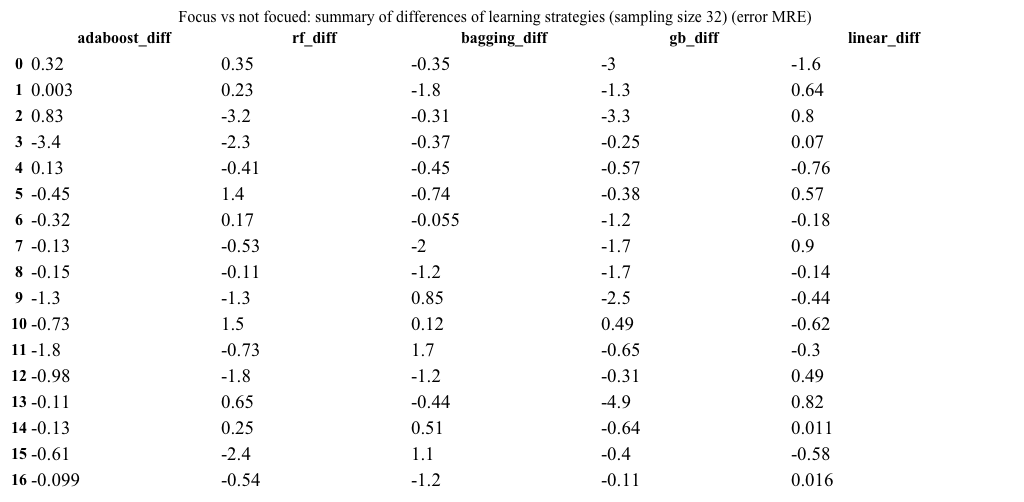 Focus vs not focued: summary of differences of learning strategies (sampling size 32) (error MRE)
adaboost_diff rf_diff bagging_diff gb_diff linear_diff
0 0.32 0.35 -0.35 -3 -1.6
1 0.003 0.23 -1.8 -1.3 0.64
2 0.83 -3.2 -0.31 -3.3 0.8
3 -3.4 -2.3 -0.37 -0.25 0.07
4 0.13 -0.41 -0.45 -0.57 -0.76
5 -0.45 1.4 -0.74 -0.38 0.57
6 -0.32 0.17 -0.055 -1.2 -0.18
7 -0.13 -0.53 -2 -1.7 0.9
8 -0.15 -0.11 -1.2 -1.7 -0.14
9 -1.3 -1.3 0.85 -2.5 -0.44
10 -0.73 1.5 0.12 0.49 -0.62
11 -1.8 -0.73 1.7 -0.65 -0.3
12 -0.98 -1.8 -1.2 -0.31 0.49
13 -0.11 0.65 -0.44 -4.9 0.82
14 -0.13 0.25 0.51 -0.64 0.011
15 -0.61 -2.4 1.1 -0.4 -0.58
16 -0.099 -0.54 -1.2 -0.11 0.016